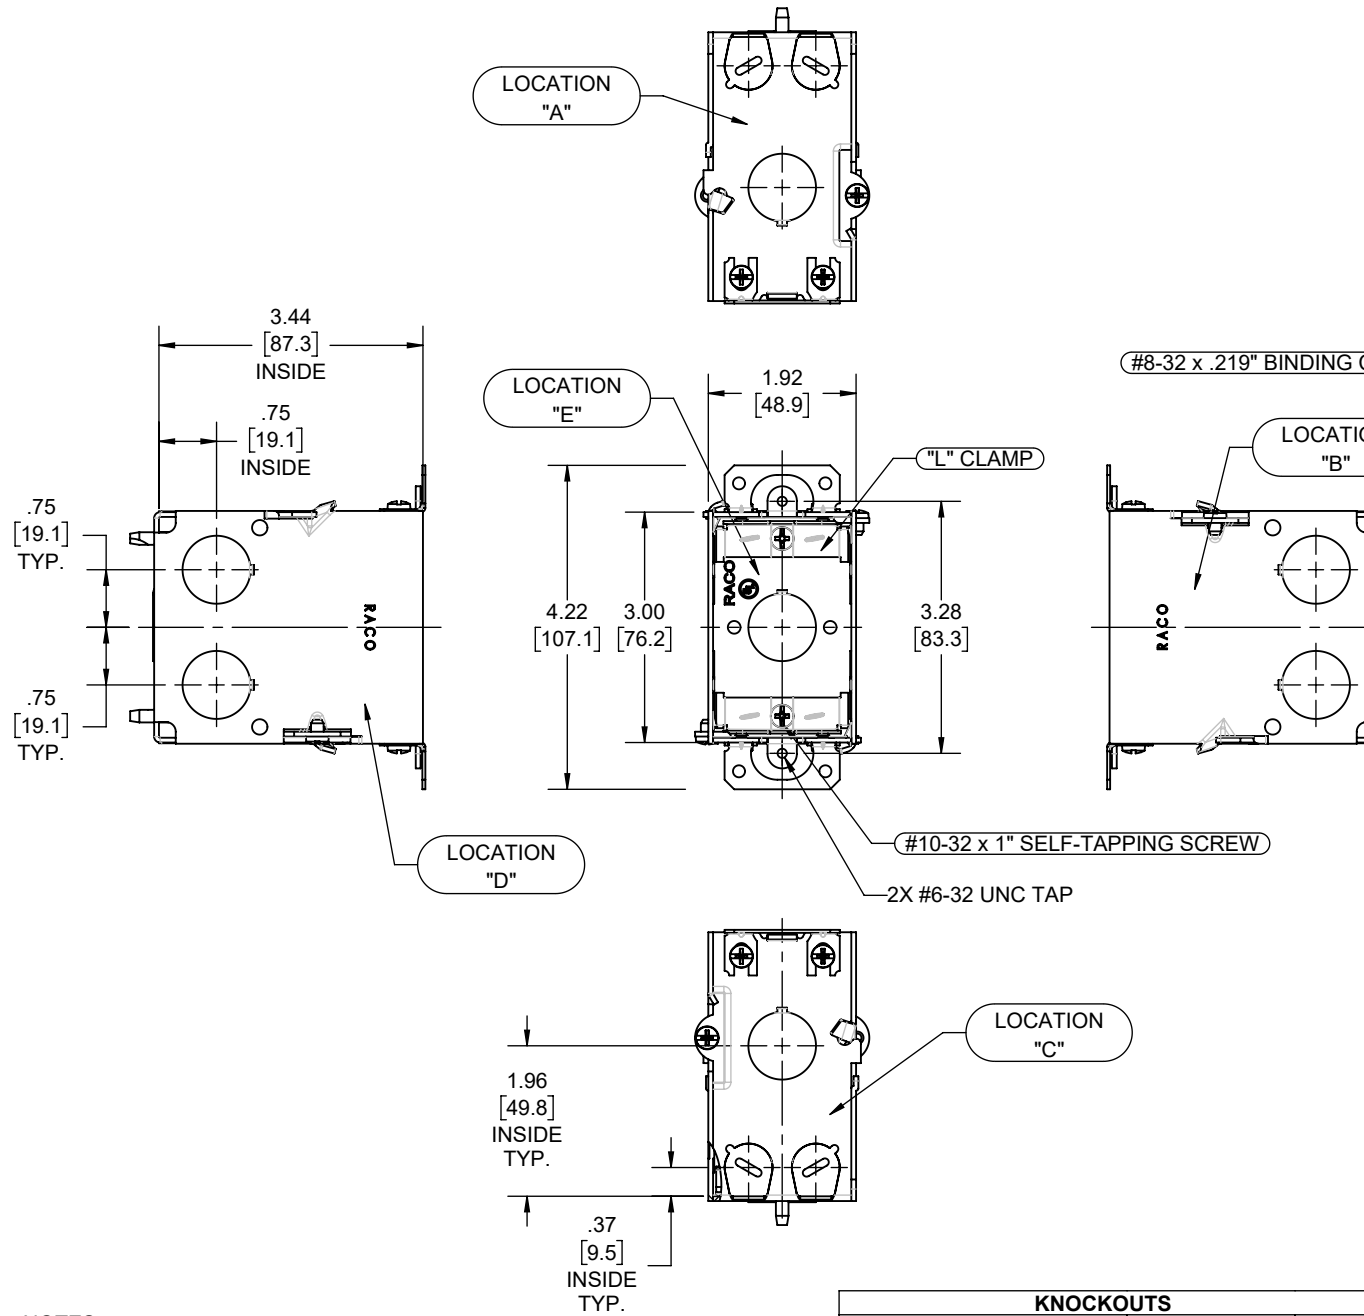 LOCATION
"A"
3.44
[87.3]
INSIDE
.75
[19.1]
INSIDE
.75
[19.1]
TYP.
.75
[19.1]
TYP.
RACO
LOCATION
"D"
LOCATION
"E"
1.92
[48.9]
"L" CLAMP
RACO
UL
4.22
[107.1]
3.00
[76.2]
3.28
[83.3]
#10-32 x 1" SELF-TAPPING SCREW
2X #6-32 UNC TAP
#8-32 x .219" BINDING
"B"
RACO
LOCATION
"C"
1.96
[49.8]
INSIDE
TYP.
.37
[9.5]
INSIDE
TYP.
KNOCKOUTS